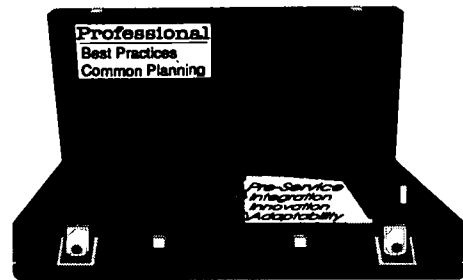 Professional
Best Practices
Common Planning
Pre-Service
Integration
Innovation
Adaptability